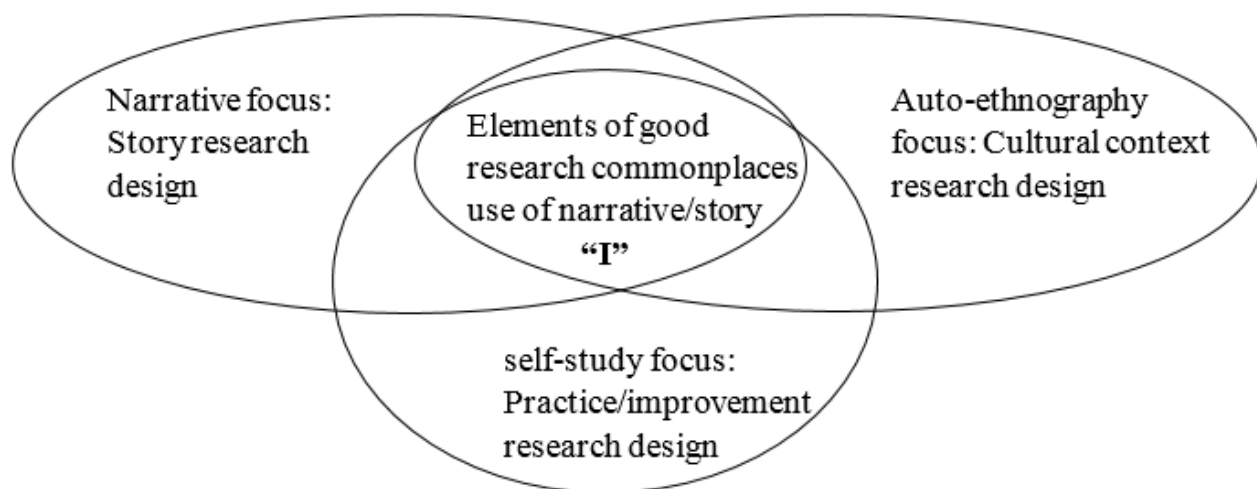 Narrative focus:
Story research
design
Elements of good
research commonplaces
use of narrative/story
“I”
Auto-ethnography
focus: Cultural context
research design
self-study focus:
Practice/improvement
research design